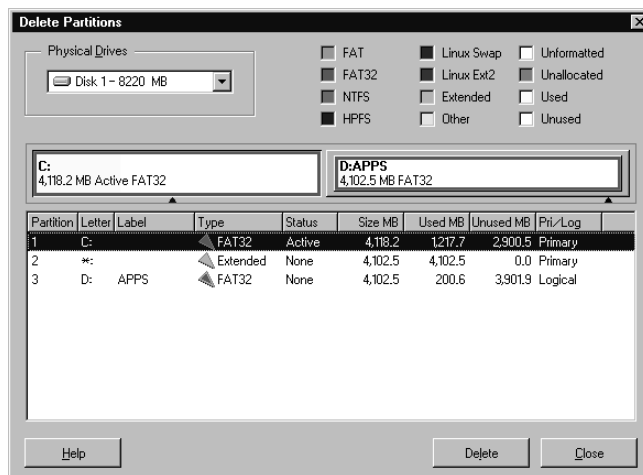 Delete Partitions
Physical Drives
Disk 1 - 8220 MB
FAT
FAT32
NTFS
HPFS
Linux Swap
Linux Ext2
Extended
Other
Unformatted
Unallocated
Used
Unused
C:
4,118.2 MB Active FAT32
D:APPS
4,102.5 MB FAT32
Partition Letter Label Type Status Size MB Used MB Unused MB Pri/Log
1 C: FAT32 Active 4,118.2 1,217.7 2,900.5 Primary
2 *: Extended None 4,102.5 4,102.5 0.0 Primary
3 D: APPS FAT32 None 4,102.5 200.6 3,901.9 Logical
Help
Delete
Close